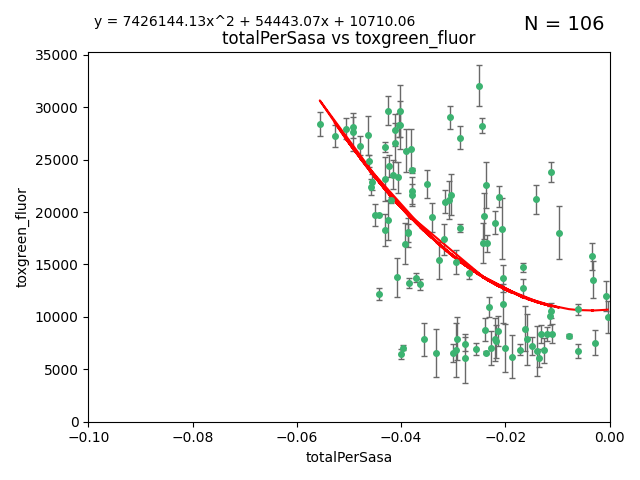 y = 7426144.13x^2 + 54443.07x + 10710.06
N = 106
totalPerSasa vs toxgreen_fluor
35000
30000
25000
20000
15000
10000
5000
0
toxgreen_fluor
−0.10 −0.08 −0.06 −0.04 −0.02 0.00
totalPerSasa